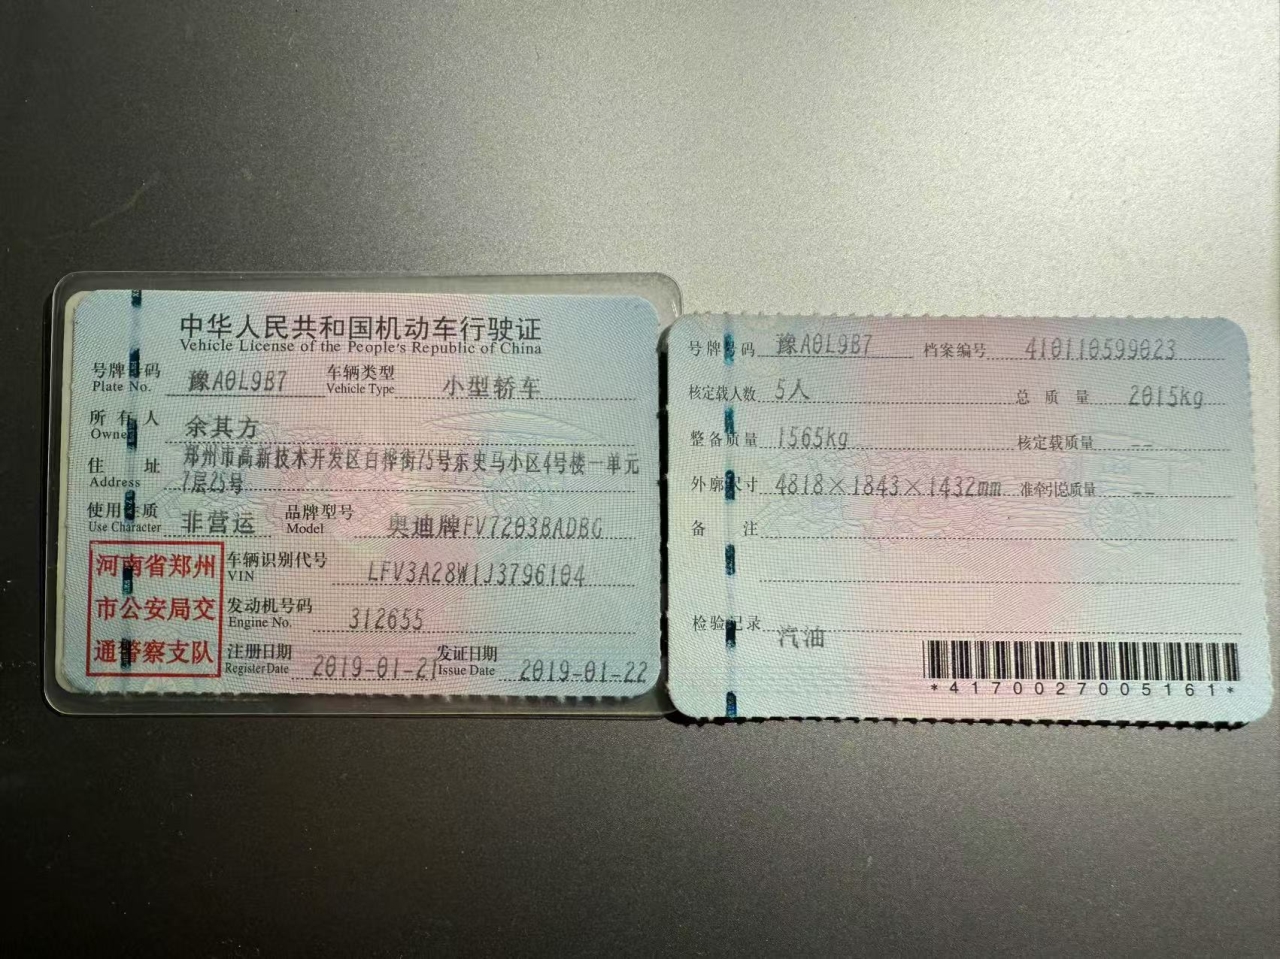 中华人民共和国机动车行驶证
Vehicle License of the People's Republic of China
号牌号码 豫A0L9B7 车辆类型 小型轿车
Plate No. Vehicle Type
所有人 余其方
Owner
住址 郑州市高新技术开发区百桦街75号东史马小区4号楼一单元
Address 7层25号
使用性质 非营运 品牌型号 奥迪牌FV7203BADBG
Use Character Model
河南省郑州
市公安局交
通警察支队
车辆识别代号 LFV3A28W1J3796104
VIN
发动机号码 312655
Engine No.
注册日期 2019-01-21 发证日期 2019-01-22
Register Date Issue Date
号牌号码 豫A0L9B7 档案编号 410110599023
核定载人数 5人 总质量 2015kg
整备质量 1565kg 核定载质量 --
外廓尺寸 4818×1843×1432mm 准牵引总质量 --
备注
检验记录 汽油
*4170027005161*